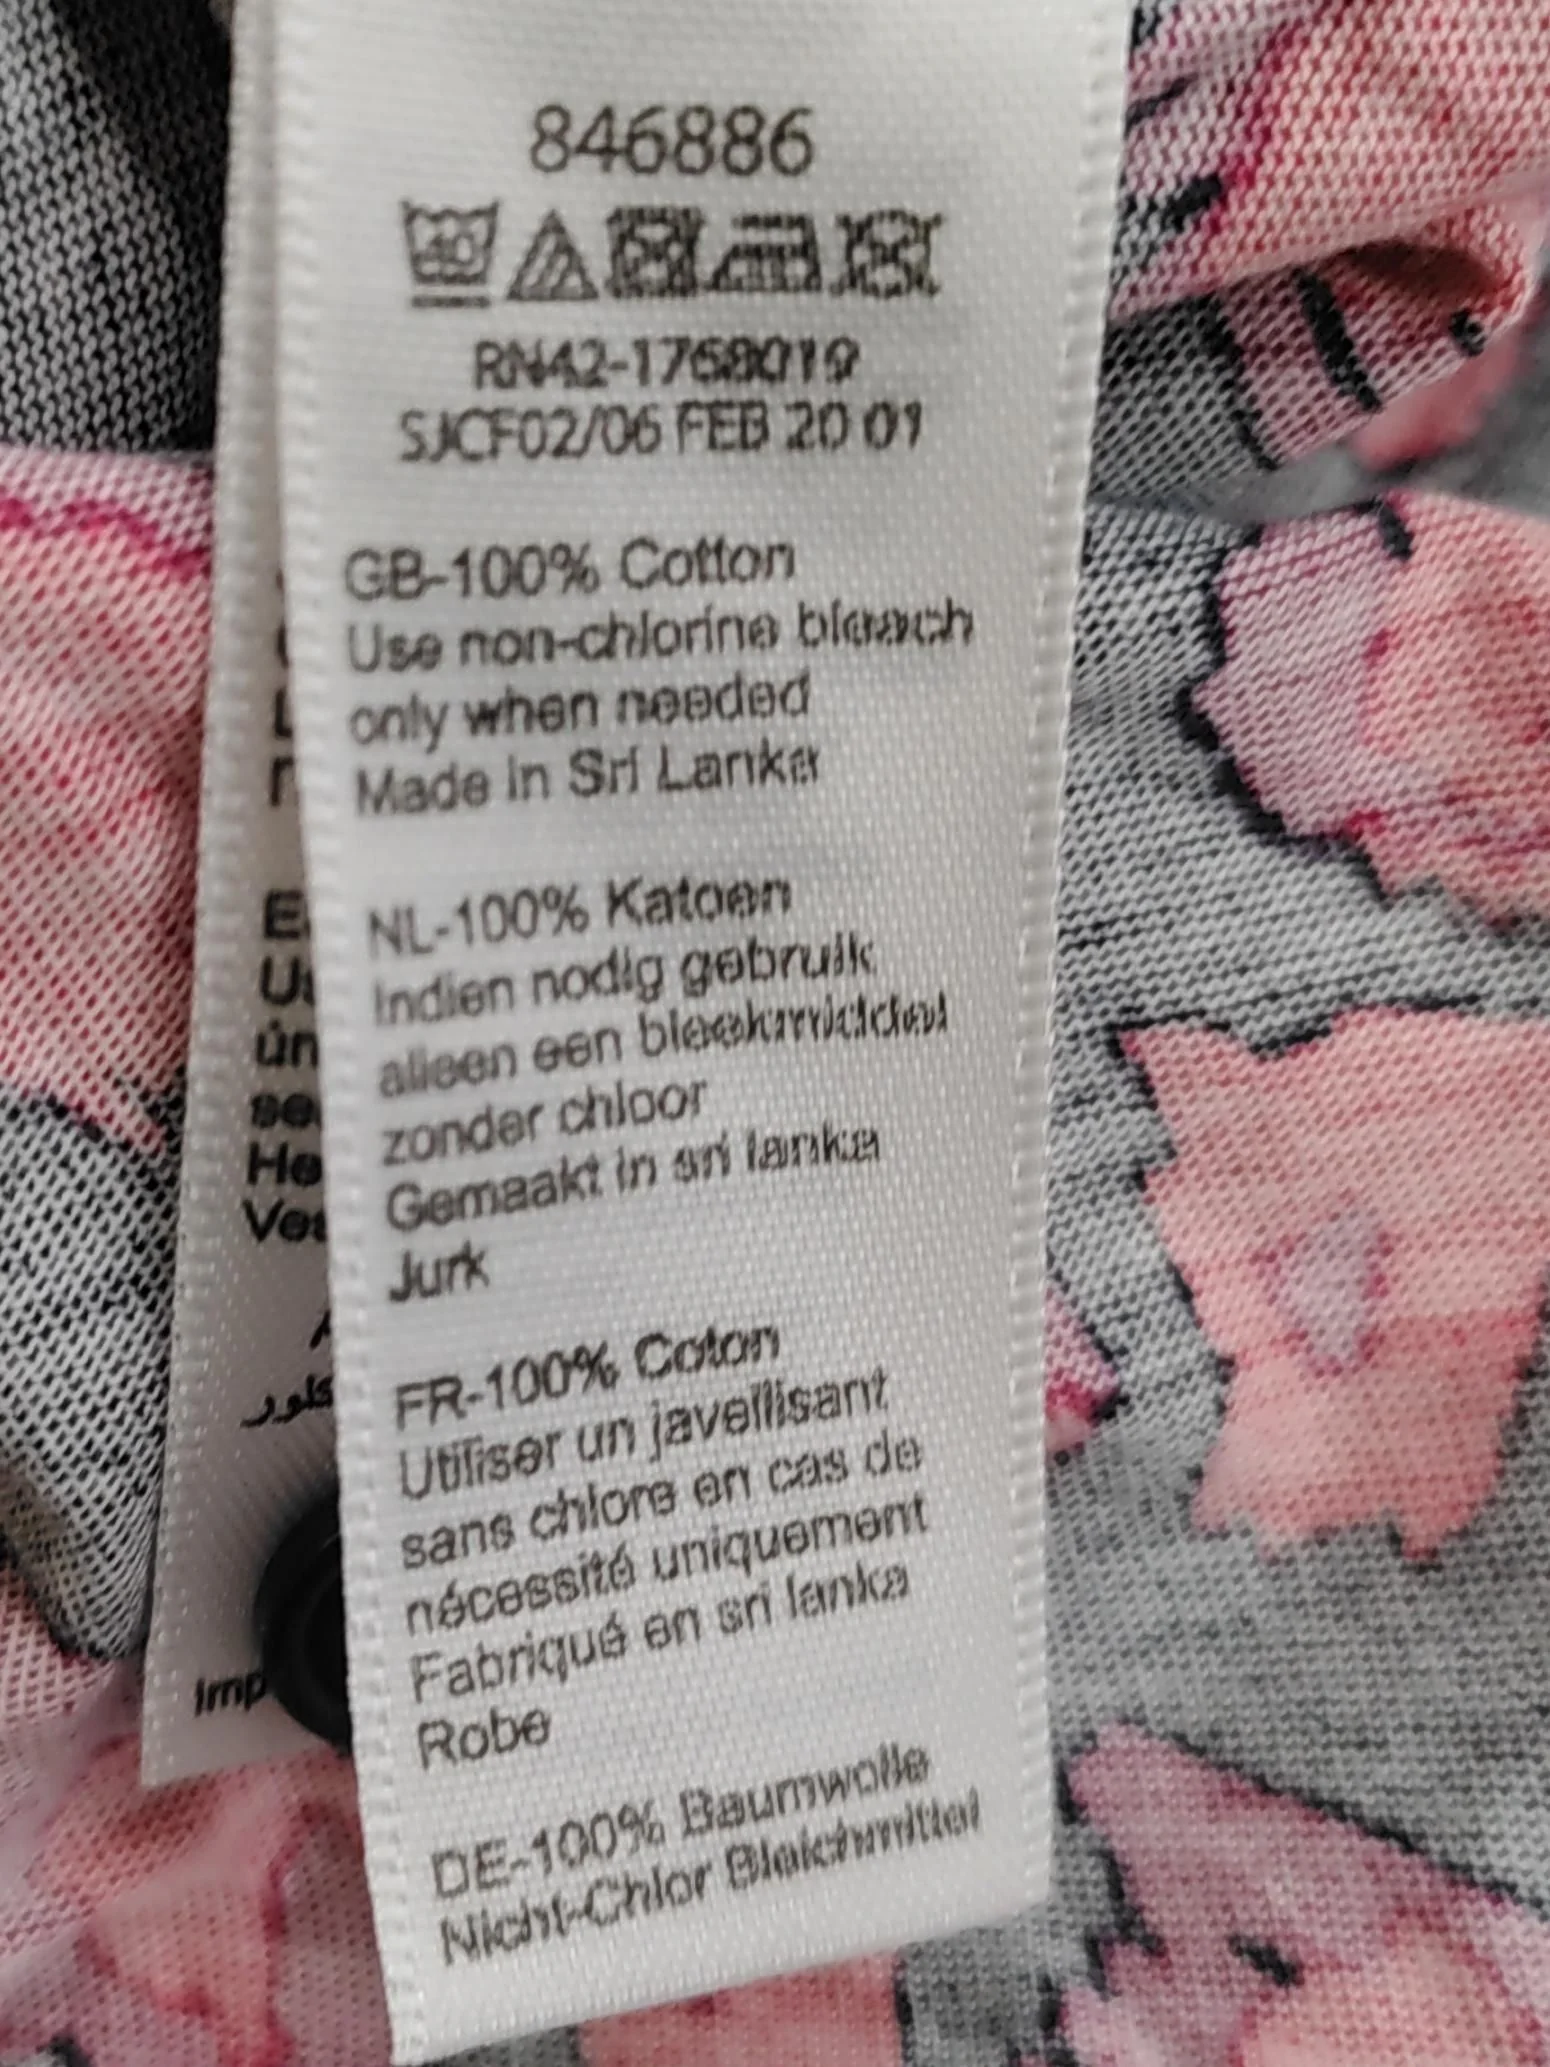 846886
40
RN42-1768019
SJCF02/06 FEB 20 01
GB-100% Cotton
Use non-chlorine bleach
only when needed
Made in Sri Lanka
NL-100% Katoen
Indien nodig gebruik
alleen een bleekmiddel
zonder chloor
Gemaakt in sri lanka
Jurk
FR-100% Coton
Utiliser un javellisant
sans chlore en cas de
nécessité uniquement
Fabriqué en sri lanka
Robe
DE-100% Baumwolle
Nicht-Chlor Bleichmittel
Imp